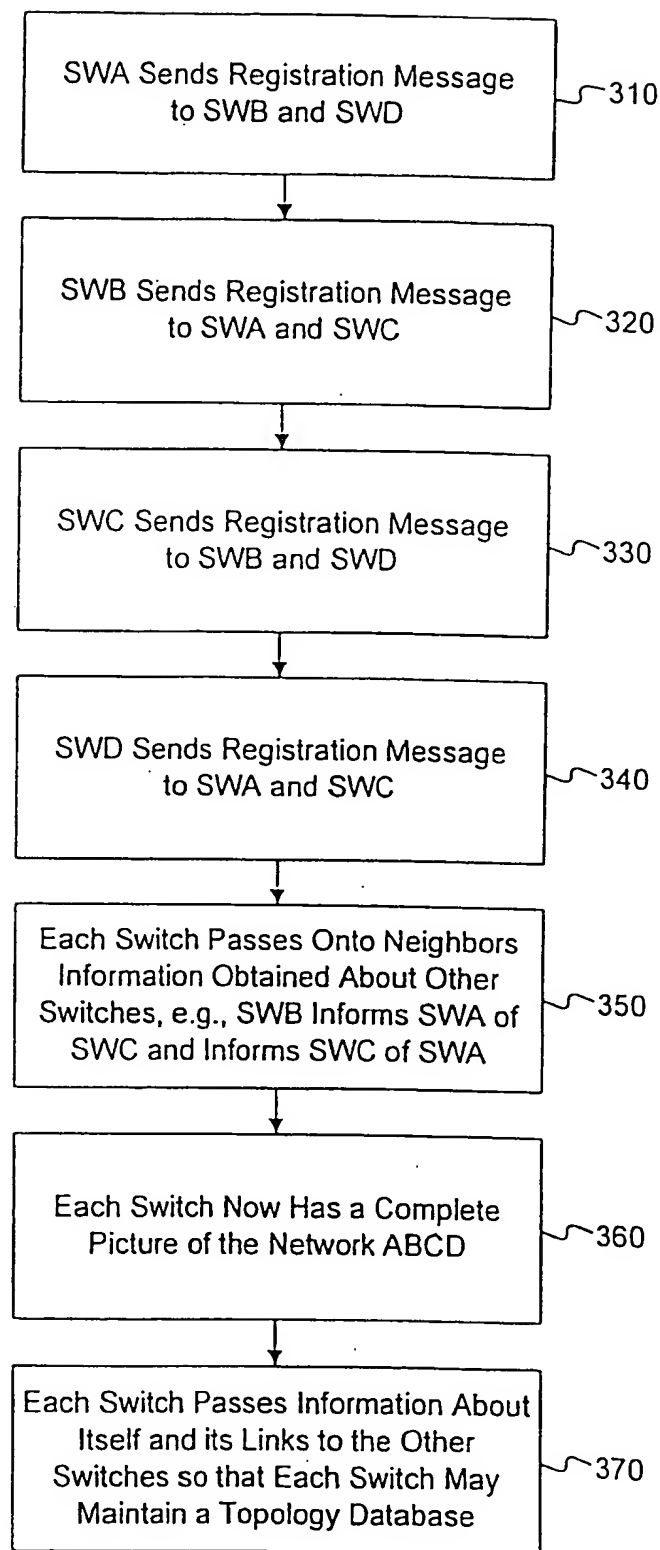 SWA Sends Registration Message
to SWB and SWD
310
SWB Sends Registration Message
to SWA and SWC
320
SWC Sends Registration Message
to SWB and SWD
330
SWD Sends Registration Message
to SWA and SWC
340
Each Switch Passes Onto Neighbors
Information Obtained About Other
Switches, e.g., SWB Informs SWA of
SWC and Informs SWC of SWA
350
Each Switch Now Has a Complete
Picture of the Network ABCD
360
Each Switch Passes Information About
Itself and its Links to the Other
Switches so that Each Switch May
Maintain a Topology Database
370